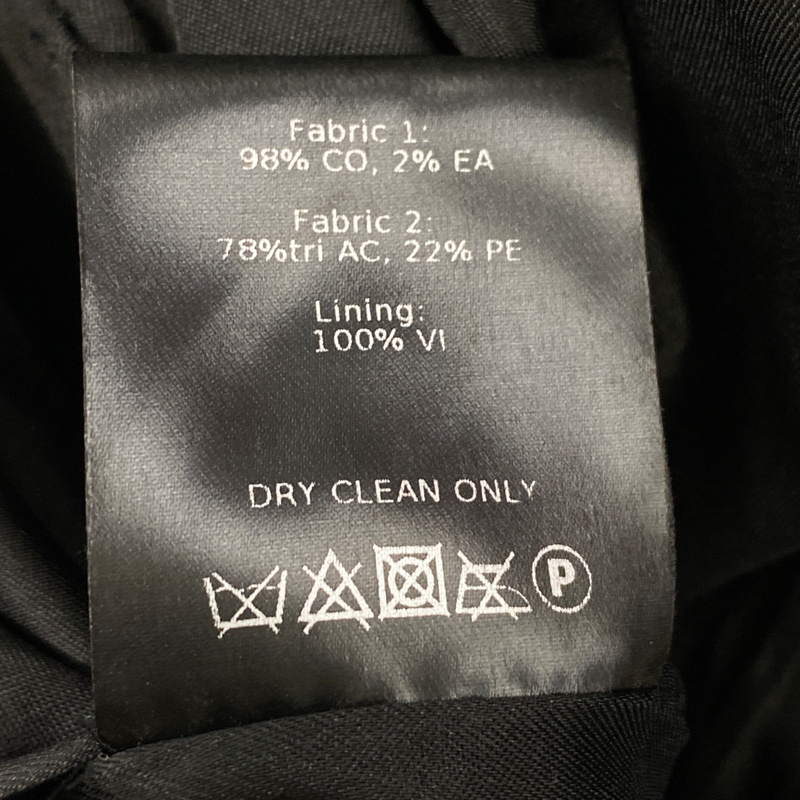 Fabric 1:
98% CO, 2% EA
Fabric 2:
78%tri AC, 22% PE
Lining:
100% VI
DRY CLEAN ONLY
P